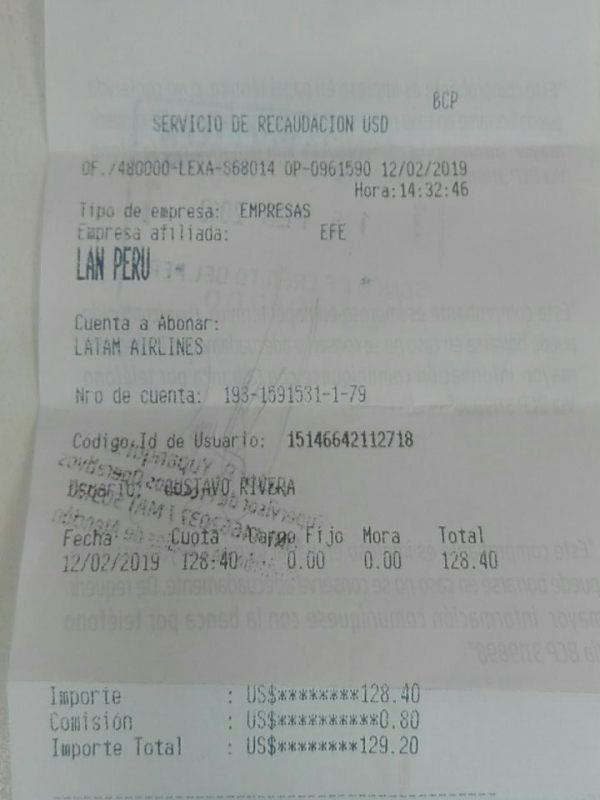 BCP
SERVICIO DE RECAUDACION USD
OF./480000-LEXA-S68014 OP-0961590 12/02/2019
Hora:14:32:46
Tipo de empresa: EMPRESAS
Empresa afiliada: EFE
LAN PERU
Cuenta a Abonar:
LATAM AIRLINES
Nro de cuenta: 193-1591531-1-79
Código Id de Usuario: 15146642112718
Usuario: GUSTAVO RIVERA
Fecha Cuota Cargo Fijo Mora Total
12/02/2019 128.40 0.00 0.00 128.40
Importe : US$********128.40
Comisión : US$**********0.80
Importe Total : US$********129.20